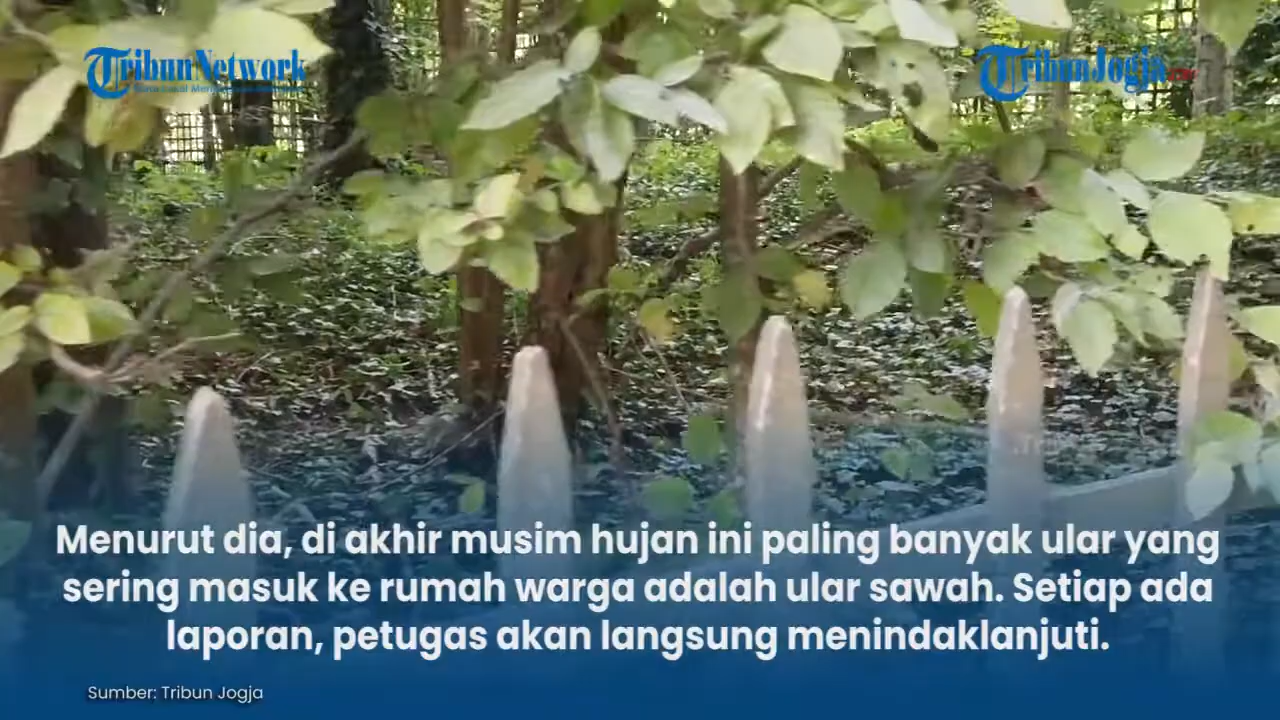 TribunNetwork
TribunJogja.com
Menurut dia, di akhir musim hujan ini paling banyak ular yang
sering masuk ke rumah warga adalah ular sawah. Setiap ada
laporan, petugas akan langsung menindaklanjuti.
Sumber: Tribun Jogja